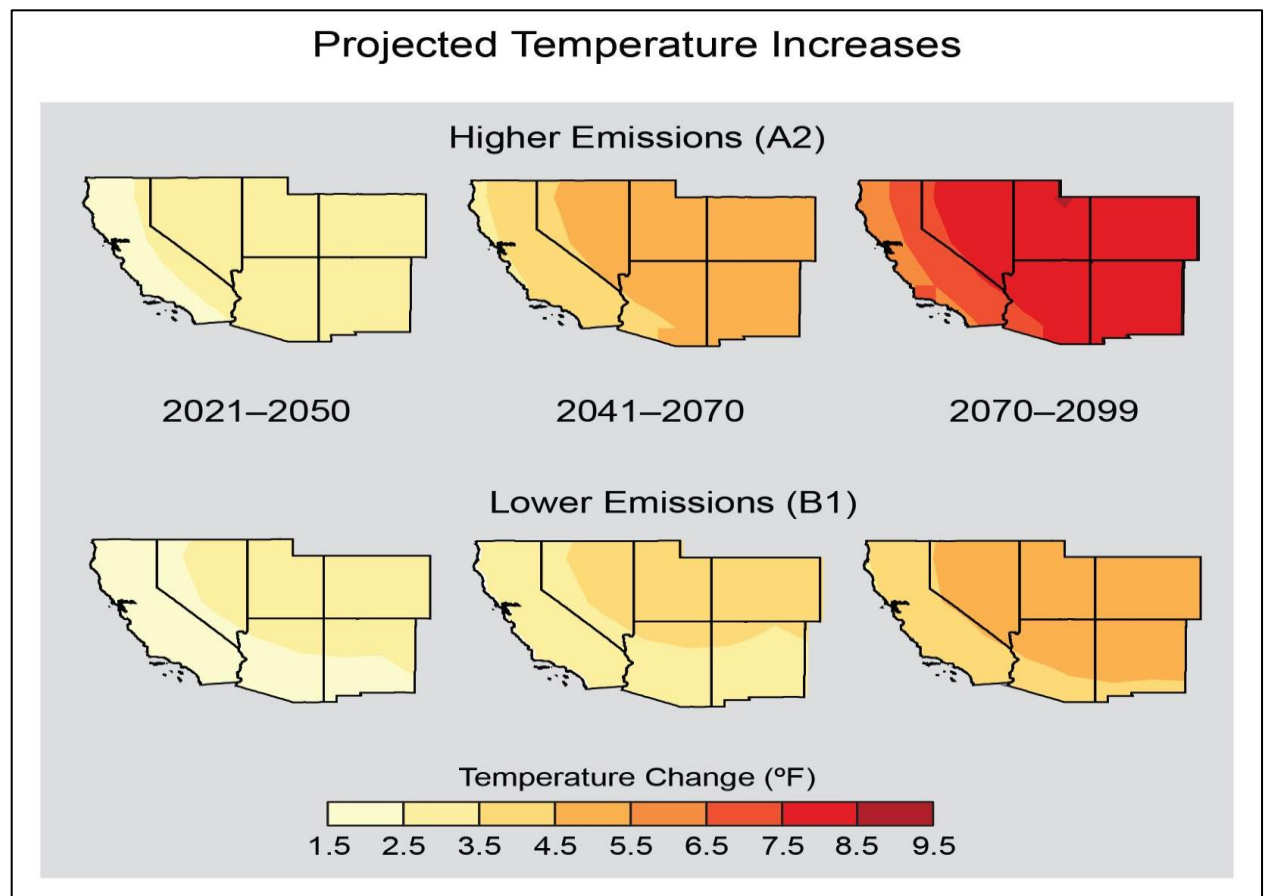 Projected Temperature Increases
Higher Emissions (A2)
2021–2050 2041–2070 2070–2099
Lower Emissions (B1)
Temperature Change (ºF)
1.5 2.5 3.5 4.5 5.5 6.5 7.5 8.5 9.5